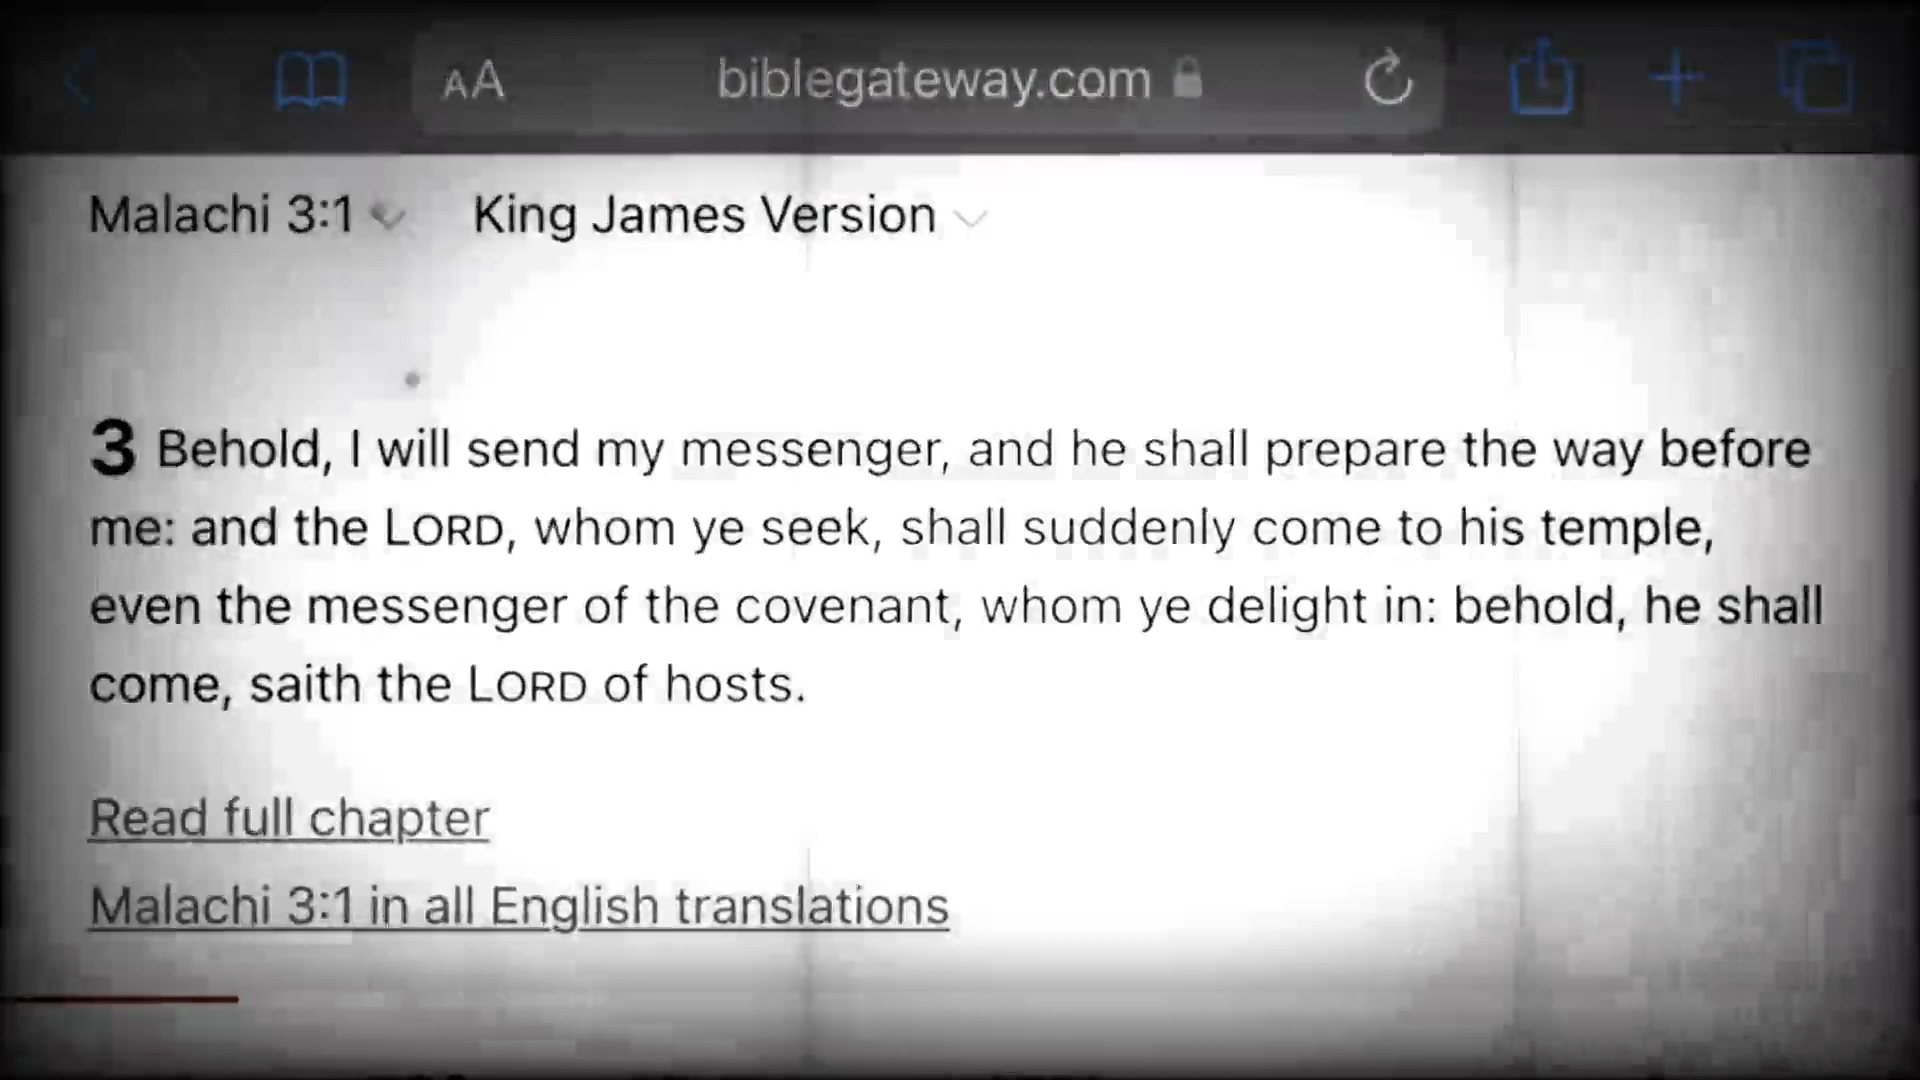 AA biblegateway.com
Malachi 3:1 King James Version
3 Behold, I will send my messenger, and he shall prepare the way before
me: and the LORD, whom ye seek, shall suddenly come to his temple,
even the messenger of the covenant, whom ye delight in: behold, he shall
come, saith the LORD of hosts.
Read full chapter
Malachi 3:1 in all English translations